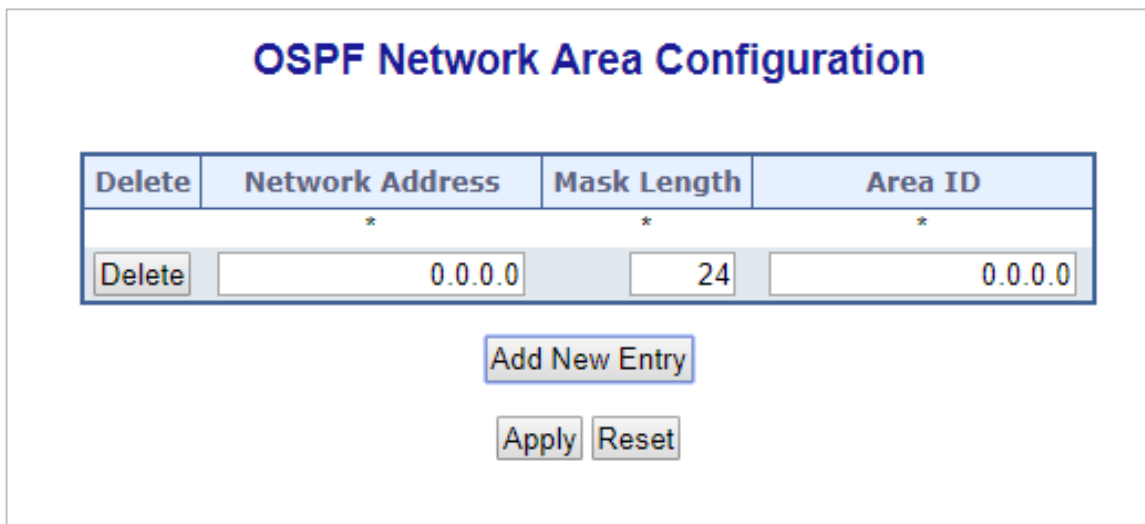 OSPF Network Area Configuration
Delete Network Address Mask Length Area ID
* * *
Delete 0.0.0.0 24 0.0.0.0
Add New Entry
Apply Reset